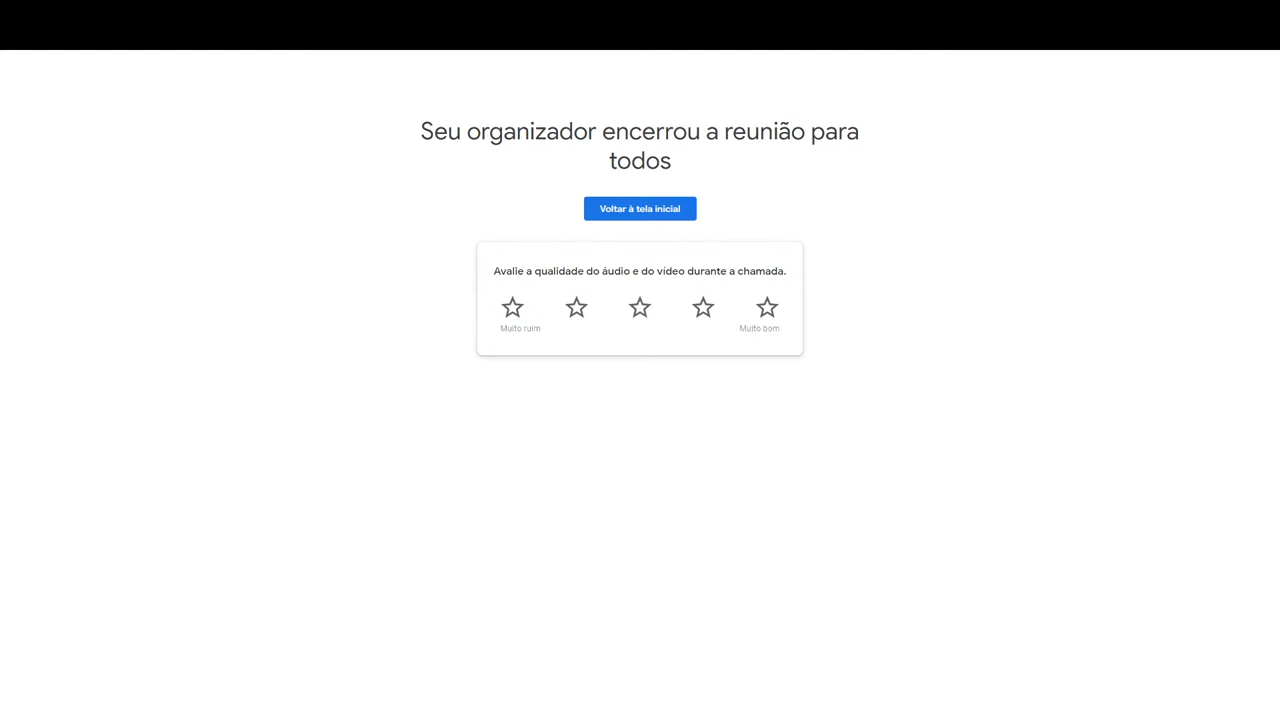 Seu organizador encerrou a reunião para
todos
Voltar à tela inicial
Avalie a qualidade do áudio e do vídeo durante a chamada.
Muito ruim
Muito bom